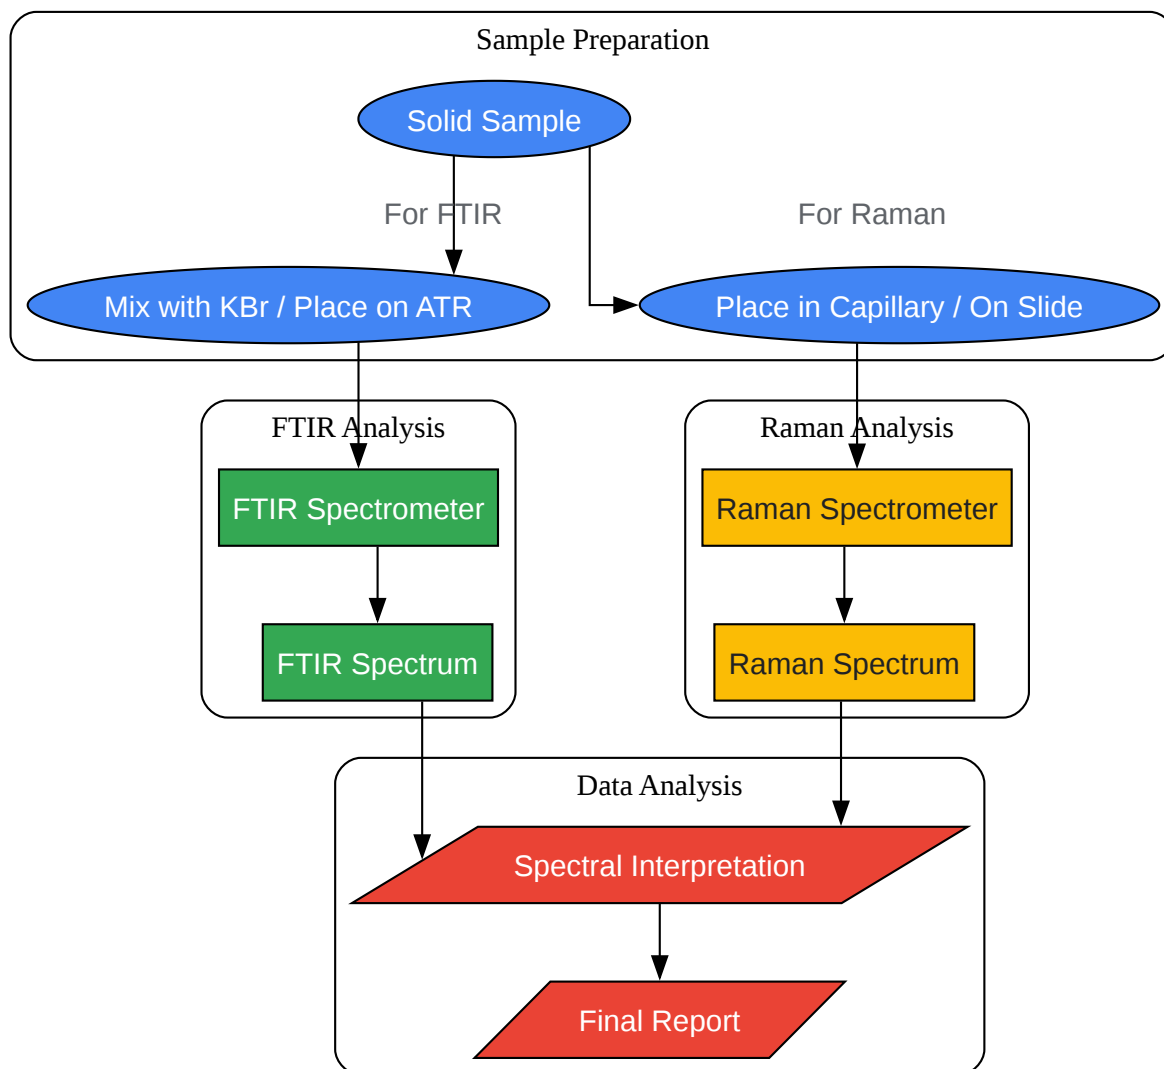 Sample Preparation
Solid Sample
For FTIR
For Raman
Mix with KBr / Place on ATR
Place in Capillary / On Slide
FTIR Analysis
Raman Analysis
FTIR Spectrometer
Raman Spectrometer
FTIR Spectrum
Raman Spectrum
Data Analysis
Spectral Interpretation
Final Report